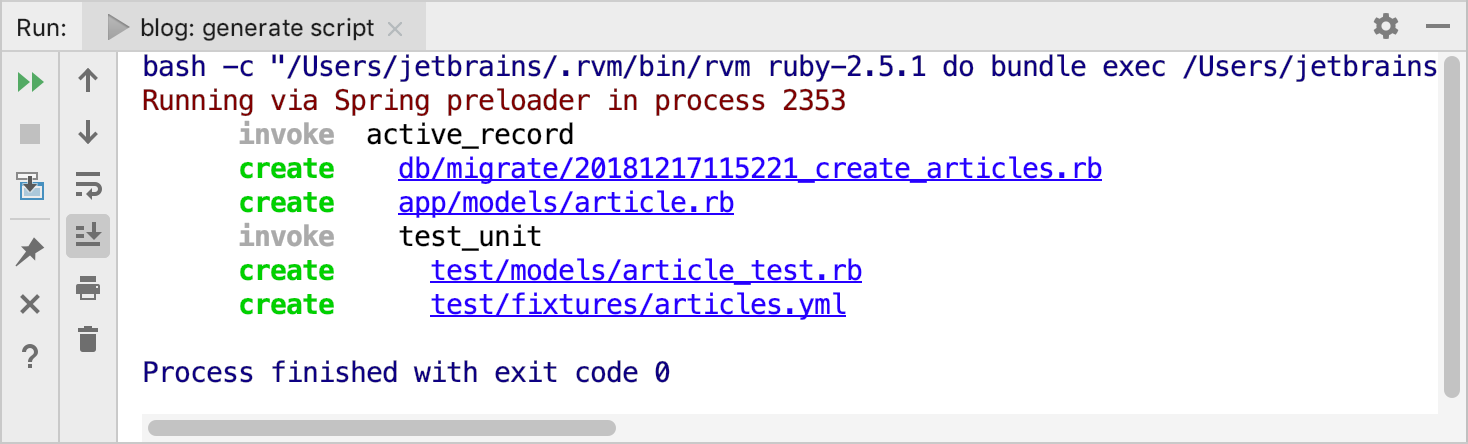 Run: blog: generate script
bash -c "/Users/jetbrains/.rvm/bin/rvm ruby-2.5.1 do bundle exec /Users/jetbrains
Running via Spring preloader in process 2353
invoke active_record
create db/migrate/20181217115221_create_articles.rb
create app/models/article.rb
invoke test_unit
create test/models/article_test.rb
create test/fixtures/articles.yml
Process finished with exit code 0